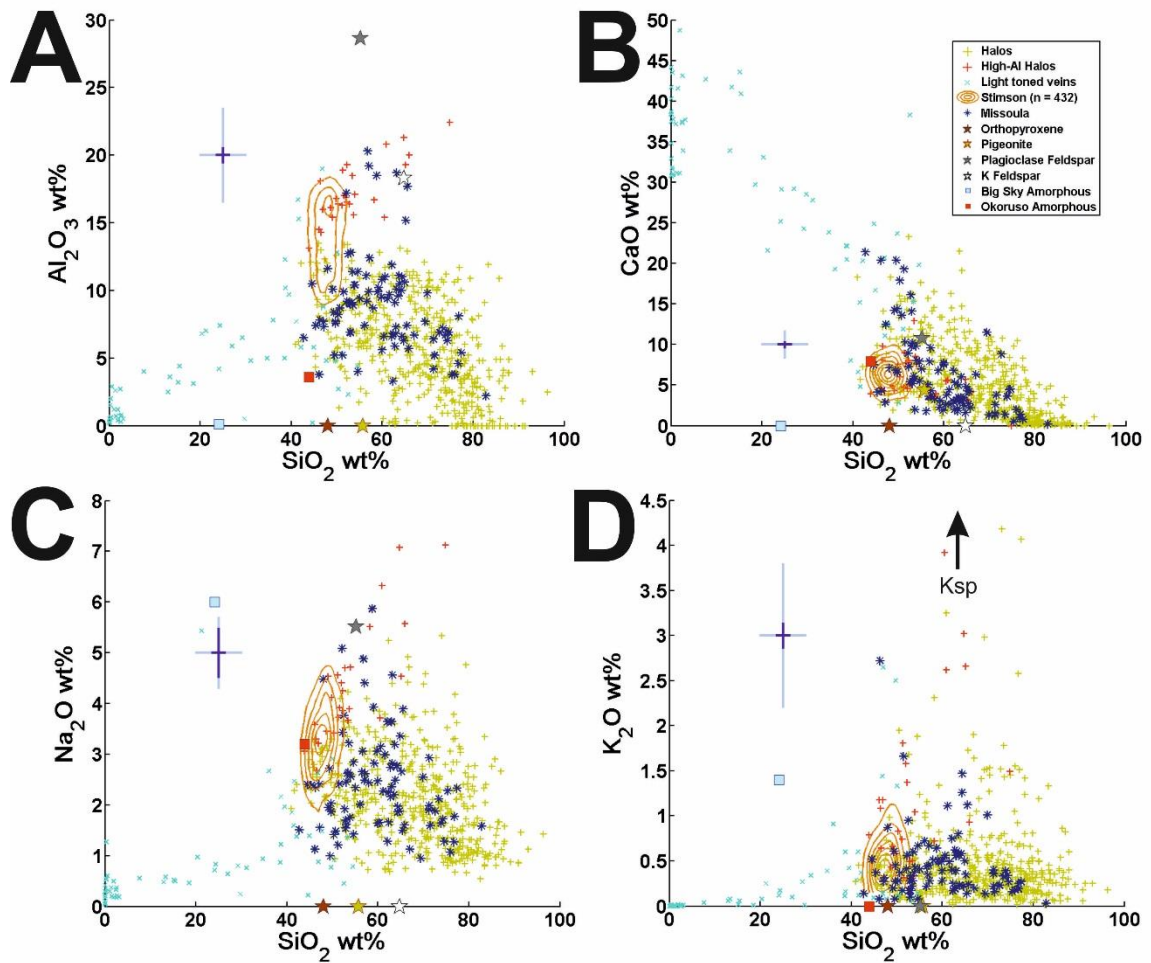 A
30
25
20
15
10
5
0
Al2O3 wt%
0 20 40 60 80 100
SiO2 wt%
B
50
45
40
35
30
25
20
15
10
5
0
CaO wt%
0 20 40 60 80 100
SiO2 wt%
Halos
High-Al Halos
Light toned veins
Stimson (n = 432)
Missoula
Orthopyroxene
Pigeonite
Plagioclase Feldspar
K Feldspar
Big Sky Amorphous
Okoruso Amorphous
C
8
7
6
5
4
3
2
1
0
Na2O wt%
0 20 40 60 80 100
SiO2 wt%
D
4.5
4
3.5
3
2.5
2
1.5
1
0.5
0
K2O wt%
Ksp
0 20 40 60 80 100
SiO2 wt%